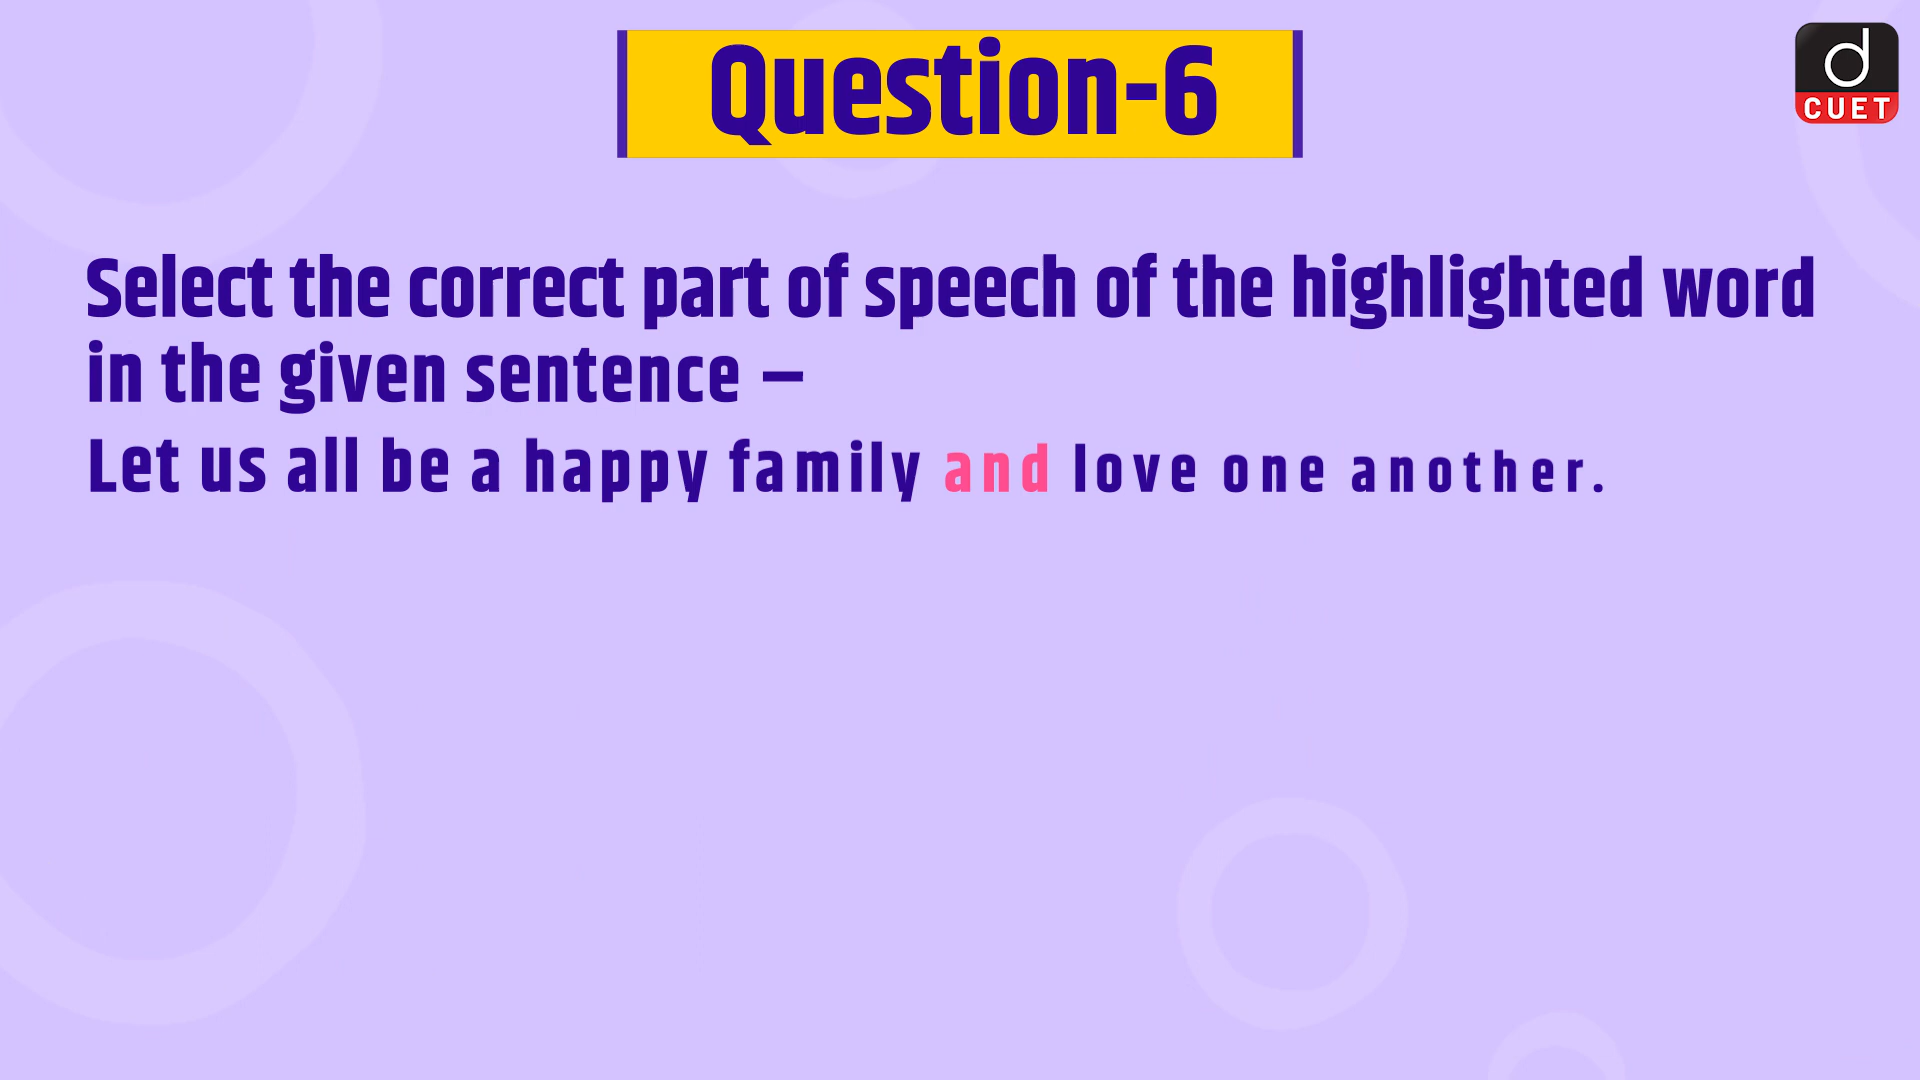 Question-6
d
CUET
Select the correct part of speech of the highlighted word
in the given sentence –
Let us all be a happy family and love one another.